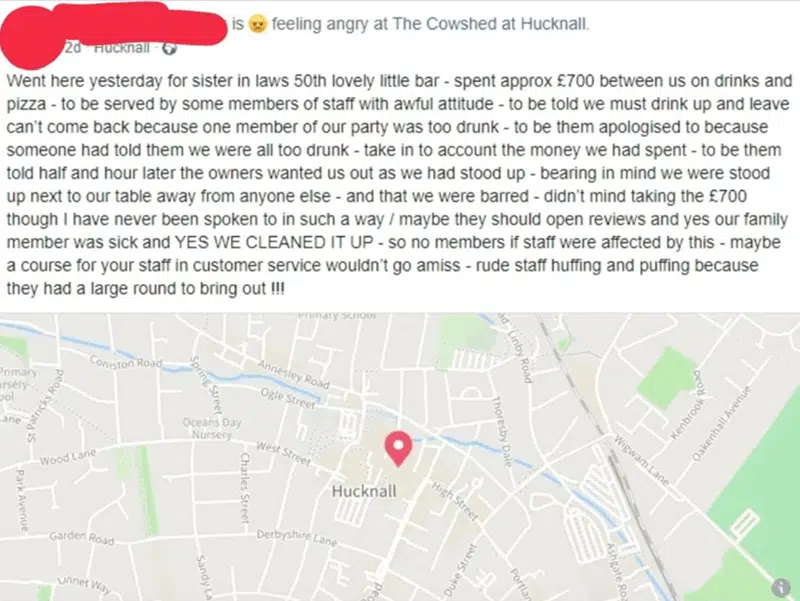 is 😠 feeling angry at The Cowshed at Hucknall.
2d Hucknall ·
Went here yesterday for sister in laws 50th lovely little bar - spent approx £700 between us on drinks and
pizza - to be served by some members of staff with awful attitude - to be told we must drink up and leave
can't come back because one member of our party was too drunk - to be them apologised to because
someone had told them we were all too drunk - take in to account the money we had spent - to be them
told half and hour later the owners wanted us out as we had stood up - bearing in mind we were stood
up next to our table away from anyone else - and that we were barred - didn't mind taking the £700
though I have never been spoken to in such a way / maybe they should open reviews and yes our family
member was sick and YES WE CLEANED IT UP - so no members if staff were affected by this - maybe
a course for your staff in customer service wouldn't go amiss - rude staff huffing and puffing because
they had a large round to bring out !!!
Primary School
Coniston Road
Spring Street
Annesley Road
Ogle Street
Linby Road
Primary
St Patricks Road
Oceans Day
Nursery
Thoresby Dale
Kenbrook Road
Oakenhall Avenue
Wood Lane
West Street
Wigwam Lane
Park Avenue
Charles Street
Hucknall
High Street
Garden Road
Derbyshire Lane
Ashgate
Duke Street